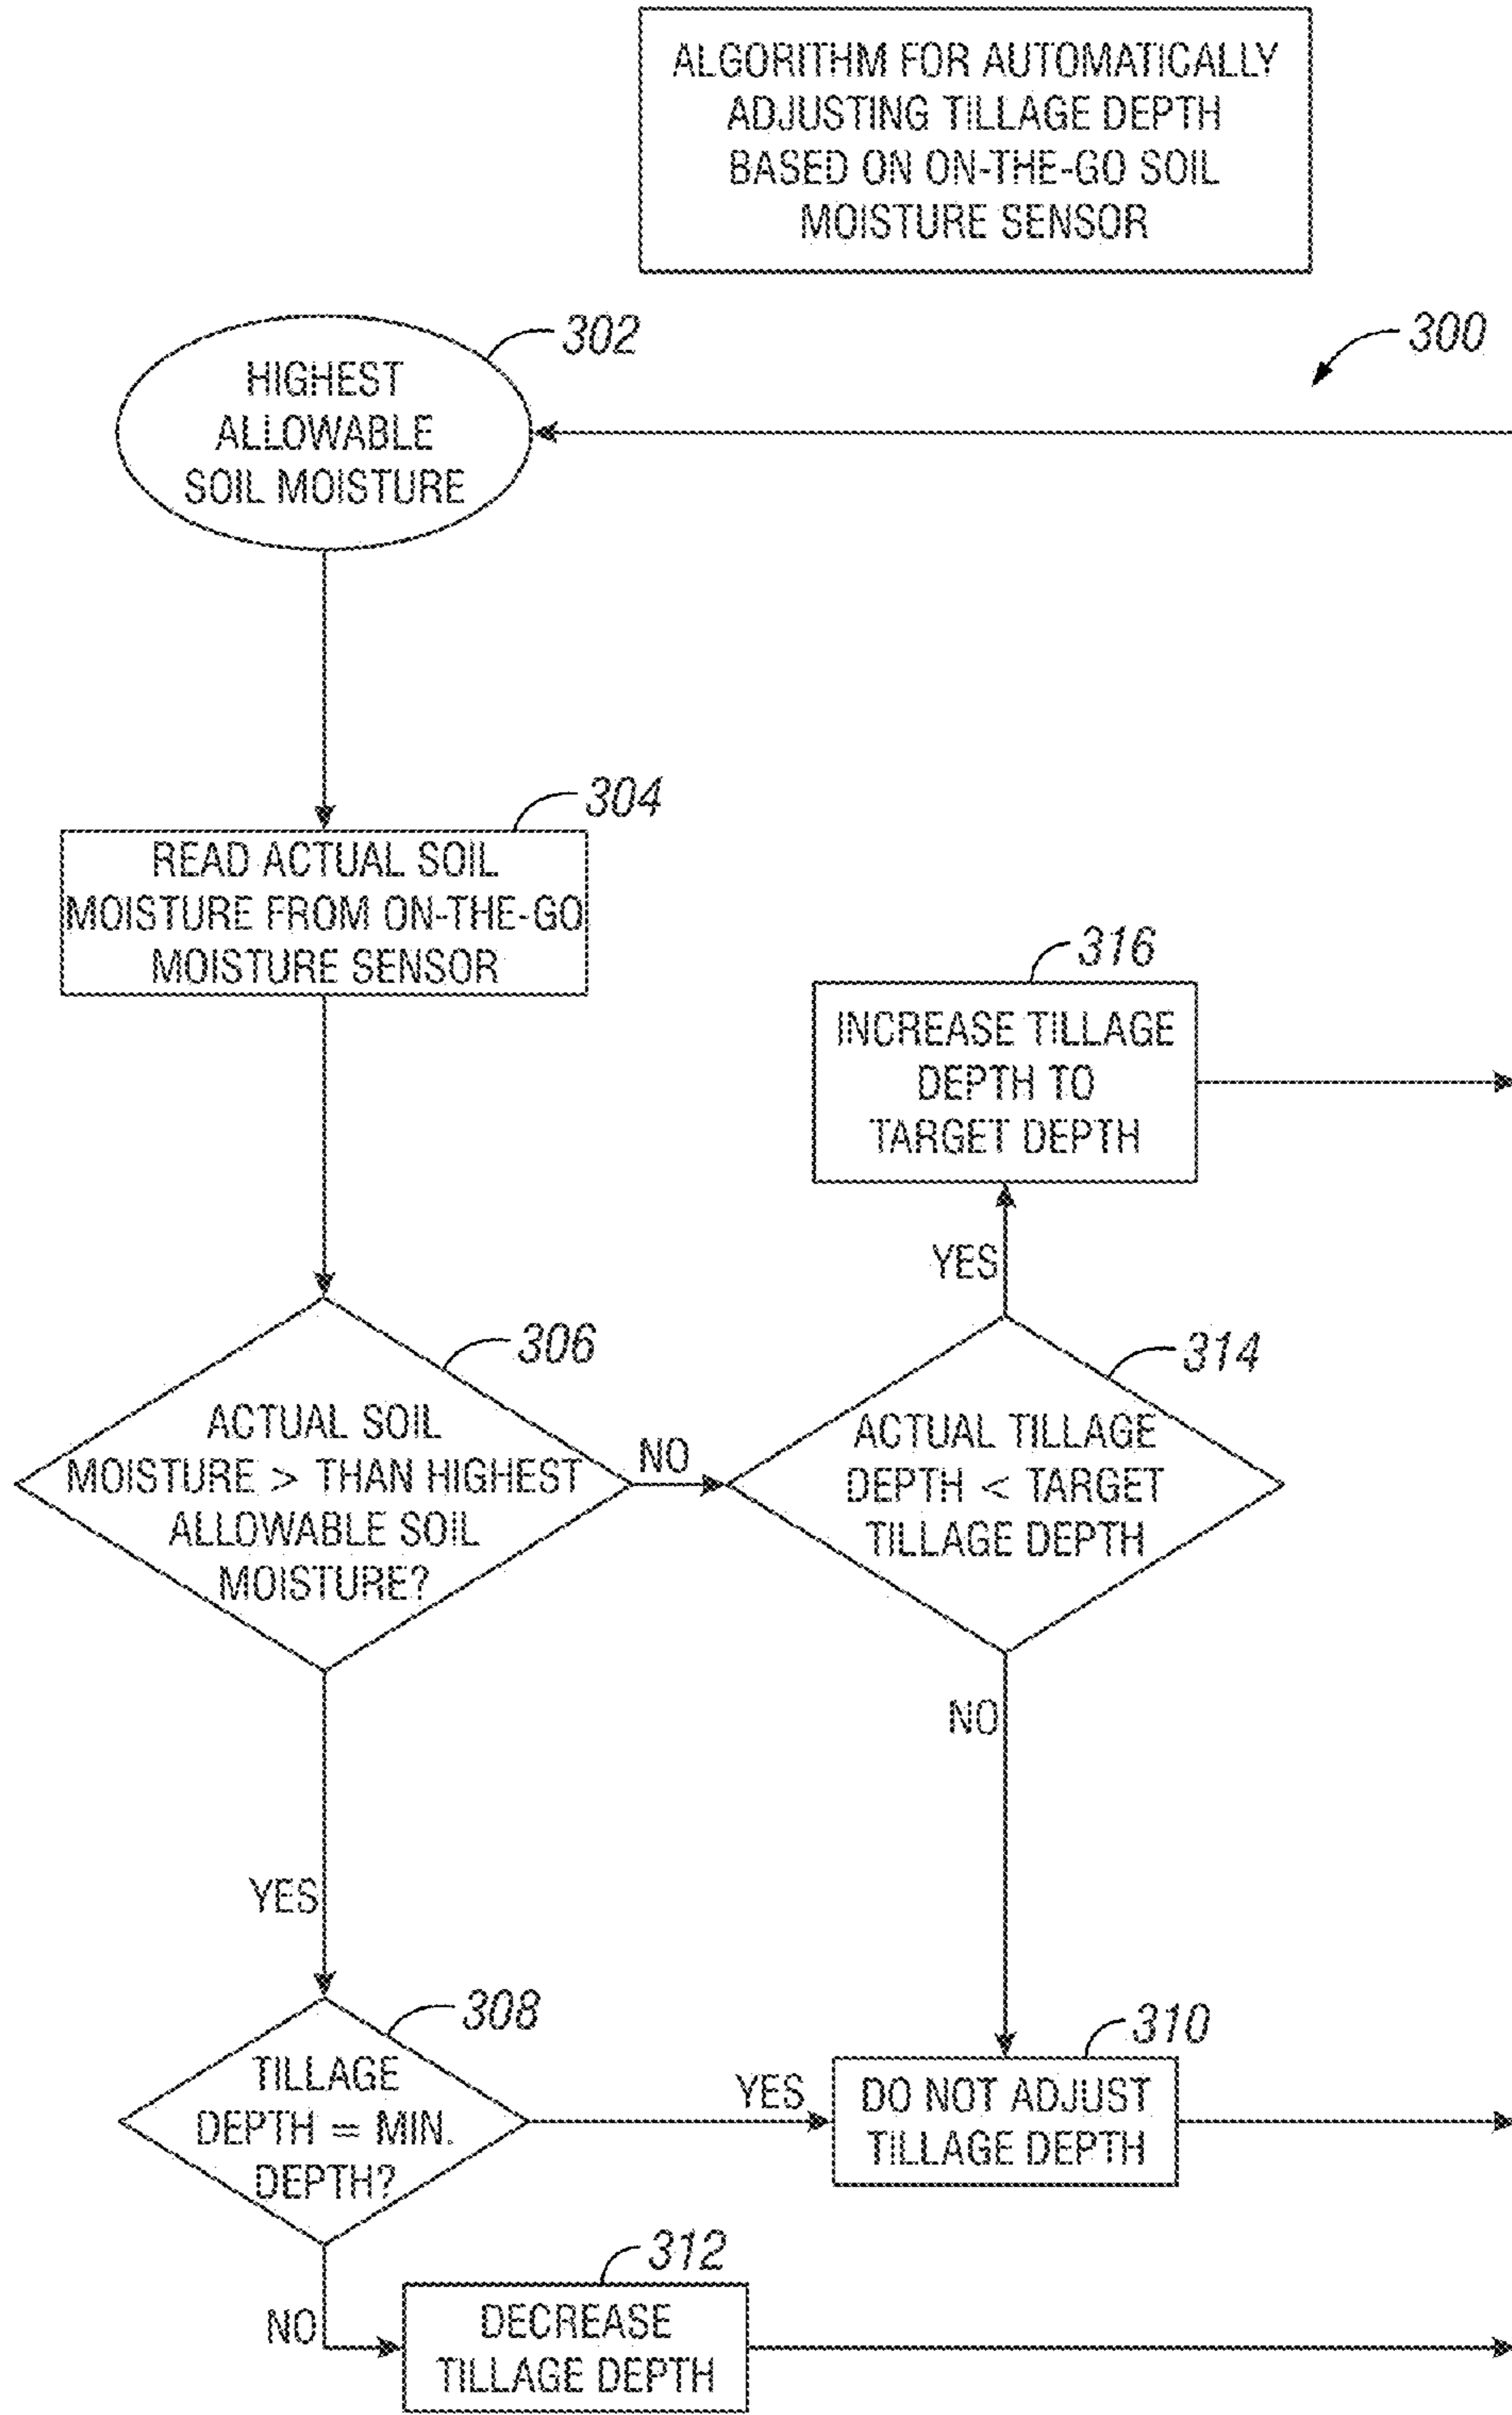 ALGORITHM FOR AUTOMATICALLY
ADJUSTING TILLAGE DEPTH
BASED ON ON-THE-GO SOIL
MOISTURE SENSOR
300
302
HIGHEST
ALLOWABLE
SOIL MOISTURE
304
READ ACTUAL SOIL
MOISTURE FROM ON-THE-GO
MOISTURE SENSOR
316
INCREASE TILLAGE
DEPTH TO
TARGET DEPTH
YES
306
ACTUAL SOIL
MOISTURE > THAN HIGHEST
ALLOWABLE SOIL
MOISTURE?
NO
314
ACTUAL TILLAGE
DEPTH < TARGET
TILLAGE DEPTH
NO
YES
308
TILLAGE
DEPTH = MIN.
DEPTH?
YES
310
DO NOT ADJUST
TILLAGE DEPTH
NO
312
DECREASE
TILLAGE DEPTH